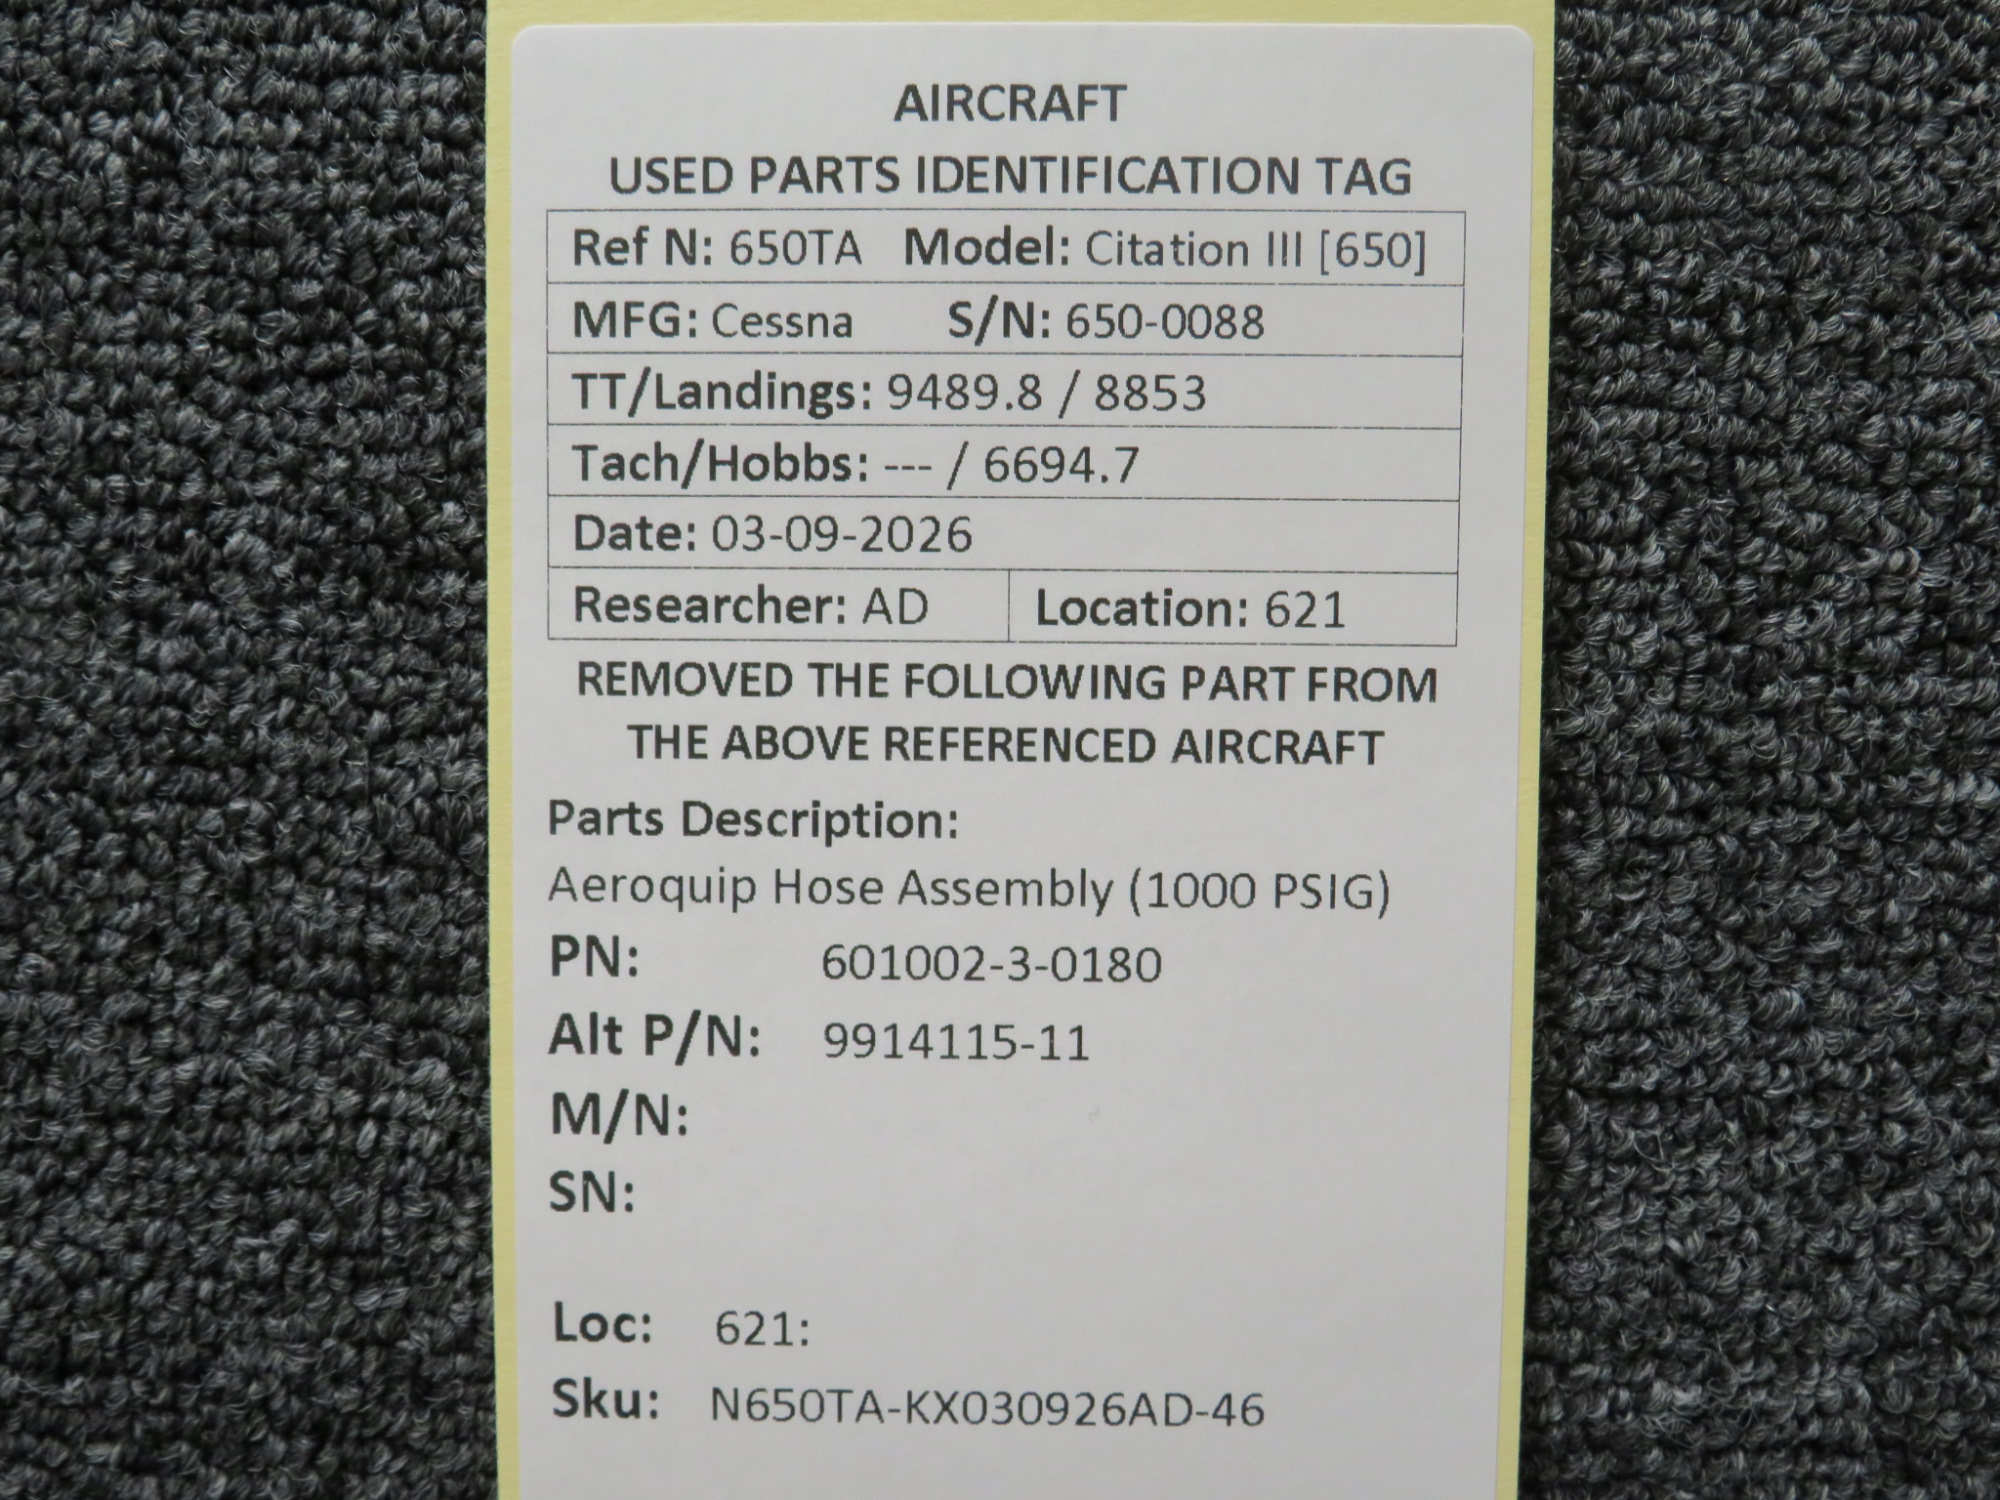 AIRCRAFT
USED PARTS IDENTIFICATION TAG
Ref N: 650TA Model: Citation III [650]
MFG: Cessna S/N: 650-0088
TT/Landings: 9489.8 / 8853
Tach/Hobbs: --- / 6694.7
Date: 03-09-2026
Researcher: AD Location: 621
REMOVED THE FOLLOWING PART FROM
THE ABOVE REFERENCED AIRCRAFT
Parts Description:
Aeroquip Hose Assembly (1000 PSIG)
PN: 601002-3-0180
Alt P/N: 9914115-11
M/N:
SN:
Loc: 621:
Sku: N650TA-KX030926AD-46